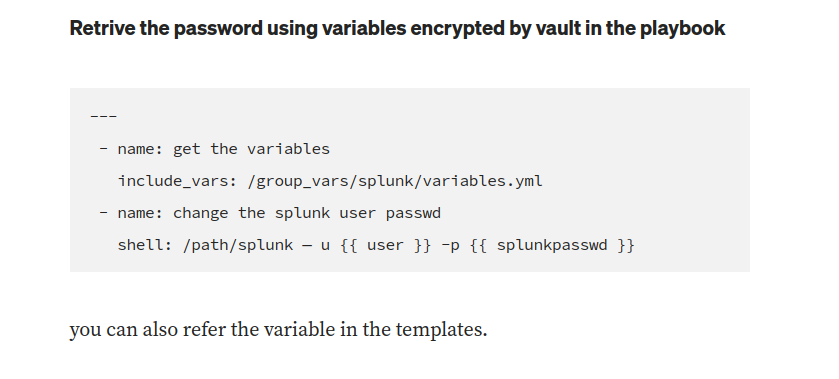 Retrive the password using variables encrypted by vault in the playbook
---
- name: get the variables
include_vars: /group_vars/splunk/variables.yml
- name: change the splunk user passwd
shell: /path/splunk — u {{ user }} -p {{ splunkpasswd }}
you can also refer the variable in the templates.